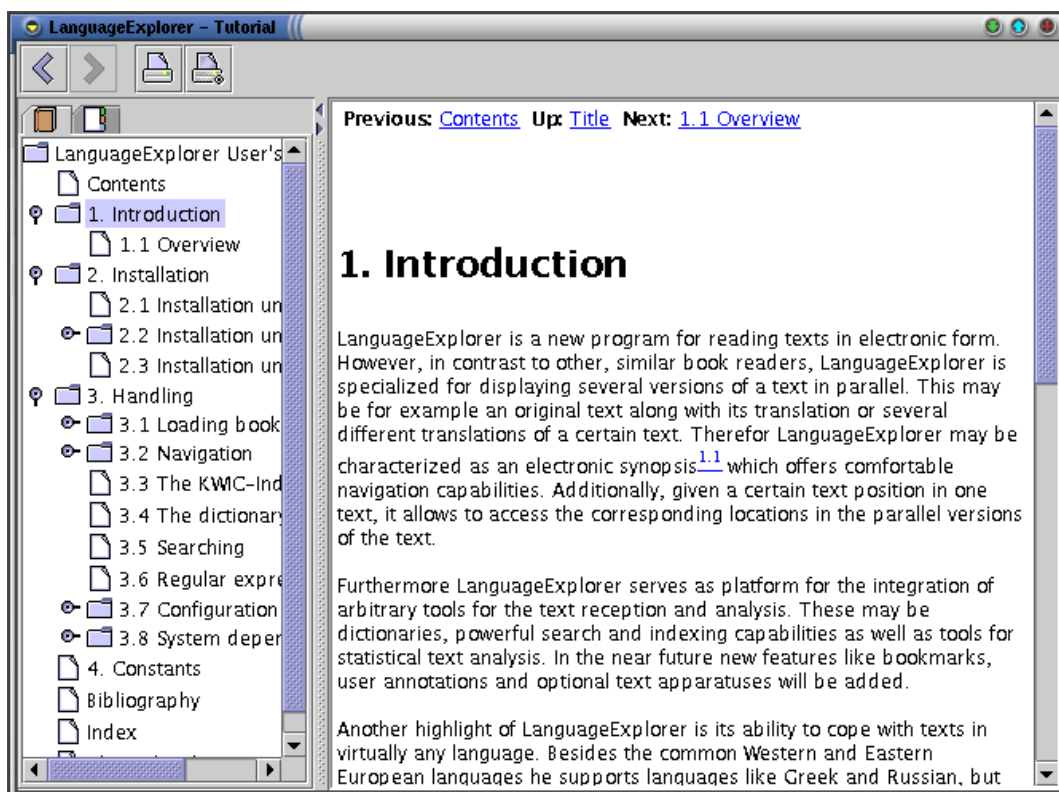 LanguageExplorer - Tutorial
LanguageExplorer User's
Contents
1. Introduction
1.1 Overview
2. Installation
2.1 Installation un
2.2 Installation un
2.3 Installation un
3. Handling
3.1 Loading book
3.2 Navigation
3.3 The KWIC-Ind
3.4 The dictionary
3.5 Searching
3.6 Regular expre
3.7 Configuration
3.8 System deper
4. Constants
Bibliography
Index
Previous: Contents Up: Title Next: 1.1 Overview
1. Introduction
LanguageExplorer is a new program for reading texts in electronic form.
However, in contrast to other, similar book readers, LanguageExplorer is
specialized for displaying several versions of a text in parallel. This may
be for example an original text along with its translation or several
different translations of a certain text. Therefor LanguageExplorer may be
characterized as an electronic synopsis1.1 which offers comfortable
navigation capabilities. Additionally, given a certain text position in one
text, it allows to access the corresponding locations in the parallel versions
of the text.
Furthermore LanguageExplorer serves as platform for the integration of
arbitrary tools for the text reception and analysis. These may be
dictionaries, powerful search and indexing capabilities as well as tools for
statistical text analysis. In the near future new features like bookmarks,
user annotations and optional text apparatuses will be added.
Another highlight of LanguageExplorer is its ability to cope with texts in
virtually any language. Besides the common Western and Eastern
European languages he supports languages like Greek and Russian, but